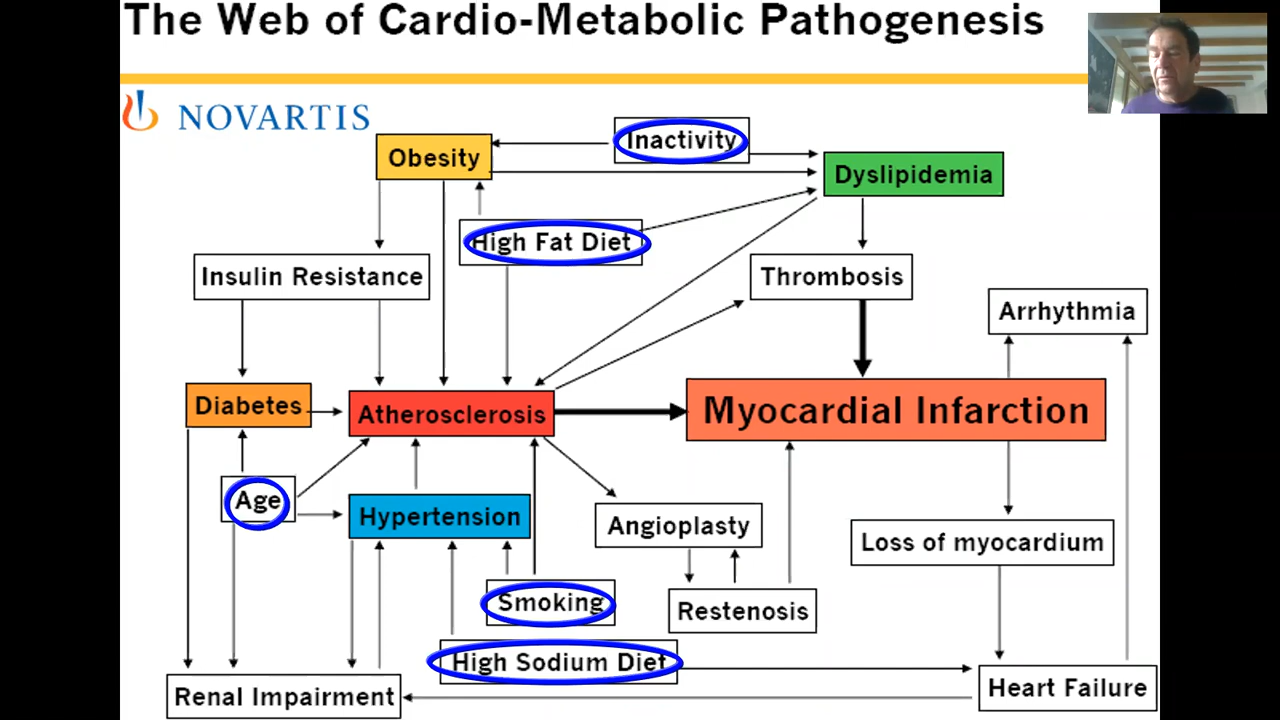 The Web of Cardio-Metabolic Pathogenesis
NOVARTIS
Inactivity
Obesity
Dyslipidemia
High Fat Diet
Insulin Resistance
Thrombosis
Arrhythmia
Diabetes
Atherosclerosis
Myocardial Infarction
Age
Hypertension
Angioplasty
Loss of myocardium
Smoking
Restenosis
High Sodium Diet
Renal Impairment
Heart Failure